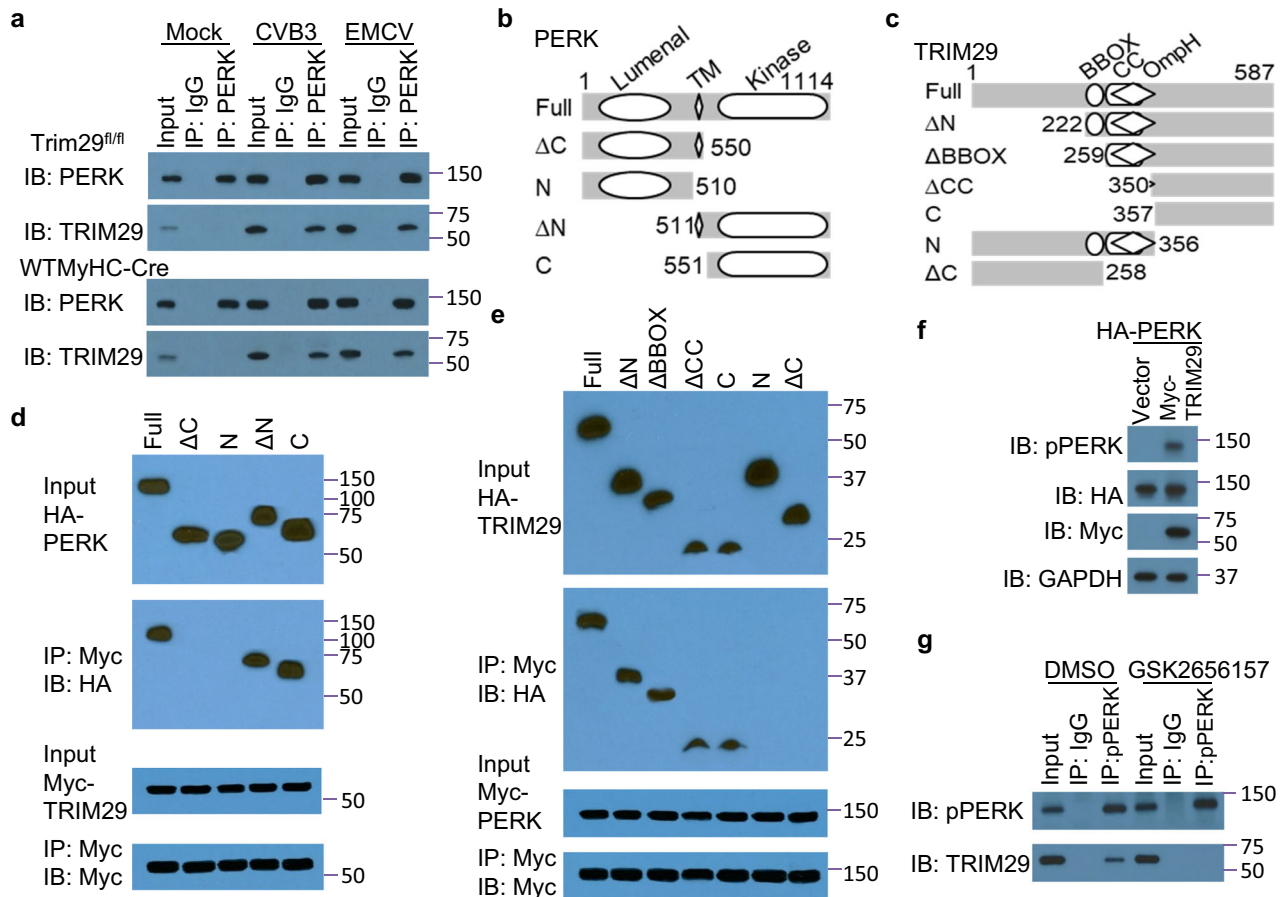 a
Mock CVB3 EMCV
Input
IP: IgG
IP: PERK
Input
IP: IgG
IP: PERK
Input
IP: IgG
IP: PERK
Trim29fl/fl
IB: PERK
150
IB: TRIM29
75
50
WTMyHC-Cre
IB: PERK
150
IB: TRIM29
75
50
b
PERK
Lumenal
TM
Kinase
1
1114
Full
ΔC
550
N
510
ΔN
511
C
551
c
TRIM29
BBOX
CC
OmpH
1
587
Full
ΔN
222
ΔBBOX
259
ΔCC
350
C
357
N
356
ΔC
258
d
Full
ΔC
N
ΔN
C
Input
HA-
PERK
150
100
75
50
IP: Myc
IB: HA
150
100
75
50
Input
Myc-
TRIM29
50
IP: Myc
IB: Myc
50
e
Full
ΔN
ΔBBOX
ΔCC
C
N
ΔC
Input
HA-
TRIM29
75
50
37
25
IP: Myc
IB: HA
75
50
37
25
Input
Myc-
PERK
150
IP: Myc
IB: Myc
150
f
HA-PERK
Vector
Myc-
TRIM29
IB: pPERK
150
IB: HA
150
IB: Myc
75
50
IB: GAPDH
37
g
DMSO GSK2656157
Input
IP: IgG
IP:pPERK
Input
IP: IgG
IP:pPERK
IB: pPERK
150
IB: TRIM29
75
50